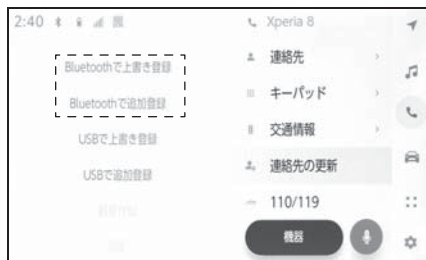 2:40
Bluetoothで上書き登録
Bluetoothで追加登録
USBで上書き登録
USBで追加登録
Xperia 8
連絡先
キーパッド
交通情報
連絡先の更新
110/119
機器